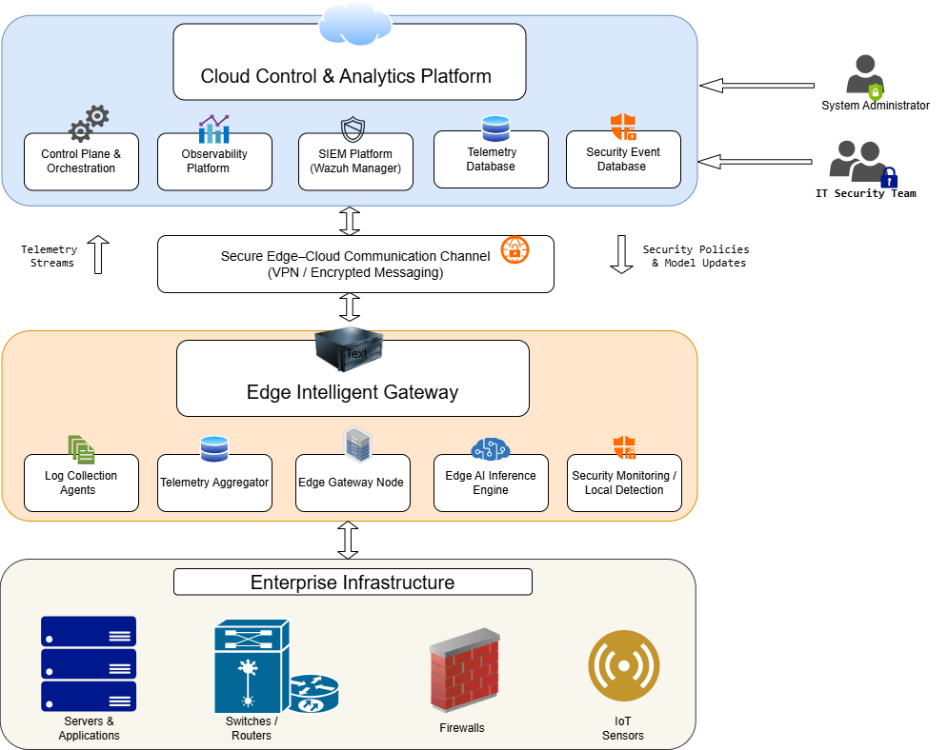 Cloud Control & Analytics Platform
System Administrator
Control Plane &
Orchestration
Observability
Platform
SIEM Platform
(Wazuh Manager)
Telemetry
Database
Security Event
Database
IT Security Team
Telemetry
Streams
Secure Edge–Cloud Communication Channel
(VPN / Encrypted Messaging)
Security Policies
& Model Updates
Text
Edge Intelligent Gateway
Log Collection
Agents
Telemetry Aggregator
Edge Gateway Node
Edge AI Inference
Engine
Security Monitoring /
Local Detection
Enterprise Infrastructure
Servers &
Applications
Switches /
Routers
Firewalls
IoT
Sensors